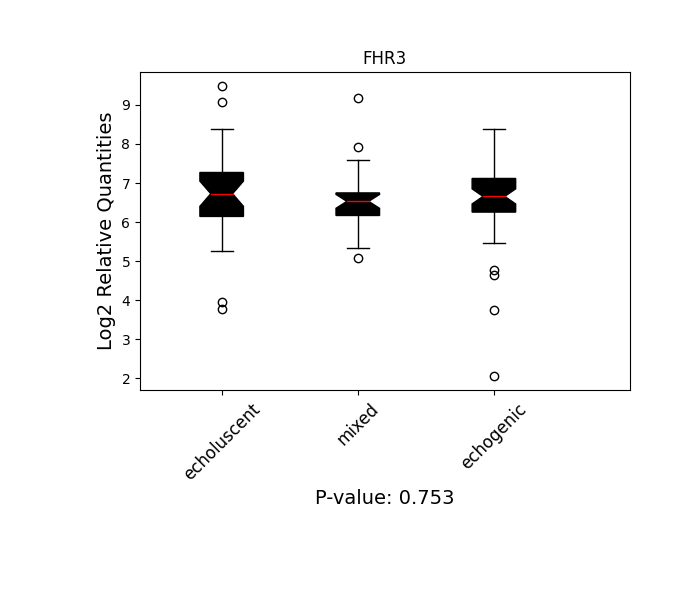 FHR3
Log2 Relative Quantities
9
8
7
6
5
4
3
2
echoluscent
mixed
echogenic
P-value: 0.753